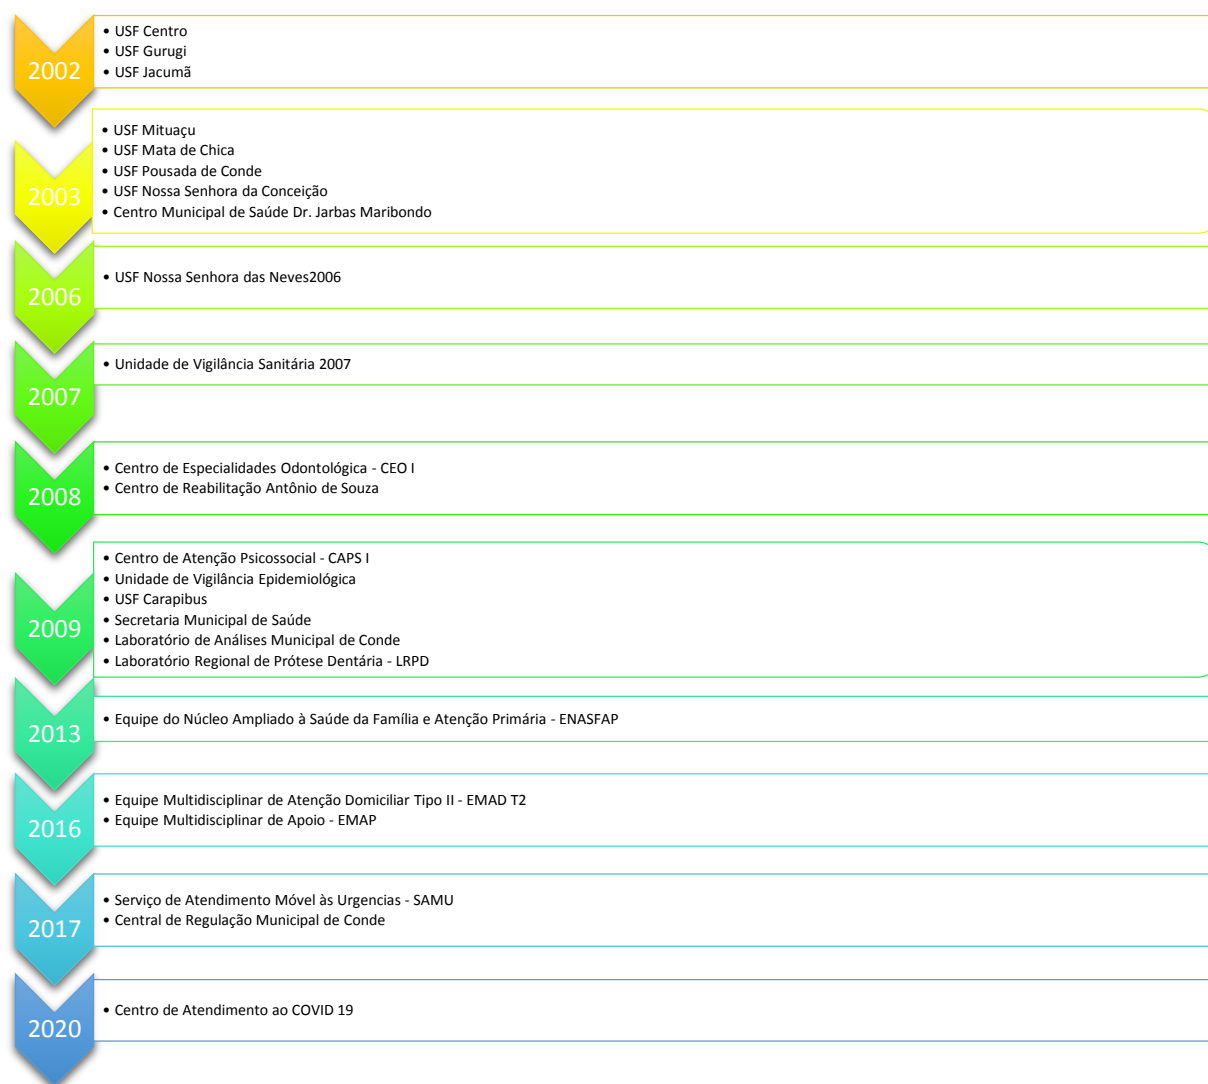 2002
• USF Centro
• USF Gurugi
• USF Jacumã
2003
• USF Mituaçu
• USF Mata de Chica
• USF Pousada de Conde
• USF Nossa Senhora da Conceição
• Centro Municipal de Saúde Dr. Jarbas Maribondo
2006
• USF Nossa Senhora das Neves2006
2007
• Unidade de Vigilância Sanitária 2007
2008
• Centro de Especialidades Odontológica - CEO I
• Centro de Reabilitação Antônio de Souza
2009
• Centro de Atenção Psicossocial - CAPS I
• Unidade de Vigilância Epidemiológica
• USF Carapibus
• Secretaria Municipal de Saúde
• Laboratório de Análises Municipal de Conde
• Laboratório Regional de Prótese Dentária - LRPD
2013
• Equipe do Núcleo Ampliado à Saúde da Família e Atenção Primária - ENASFAP
2016
• Equipe Multidisciplinar de Atenção Domiciliar Tipo II - EMAD T2
• Equipe Multidisciplinar de Apoio - EMAP
2017
• Serviço de Atendimento Móvel às Urgencias - SAMU
• Central de Regulação Municipal de Conde
2020
• Centro de Atendimento ao COVID 19